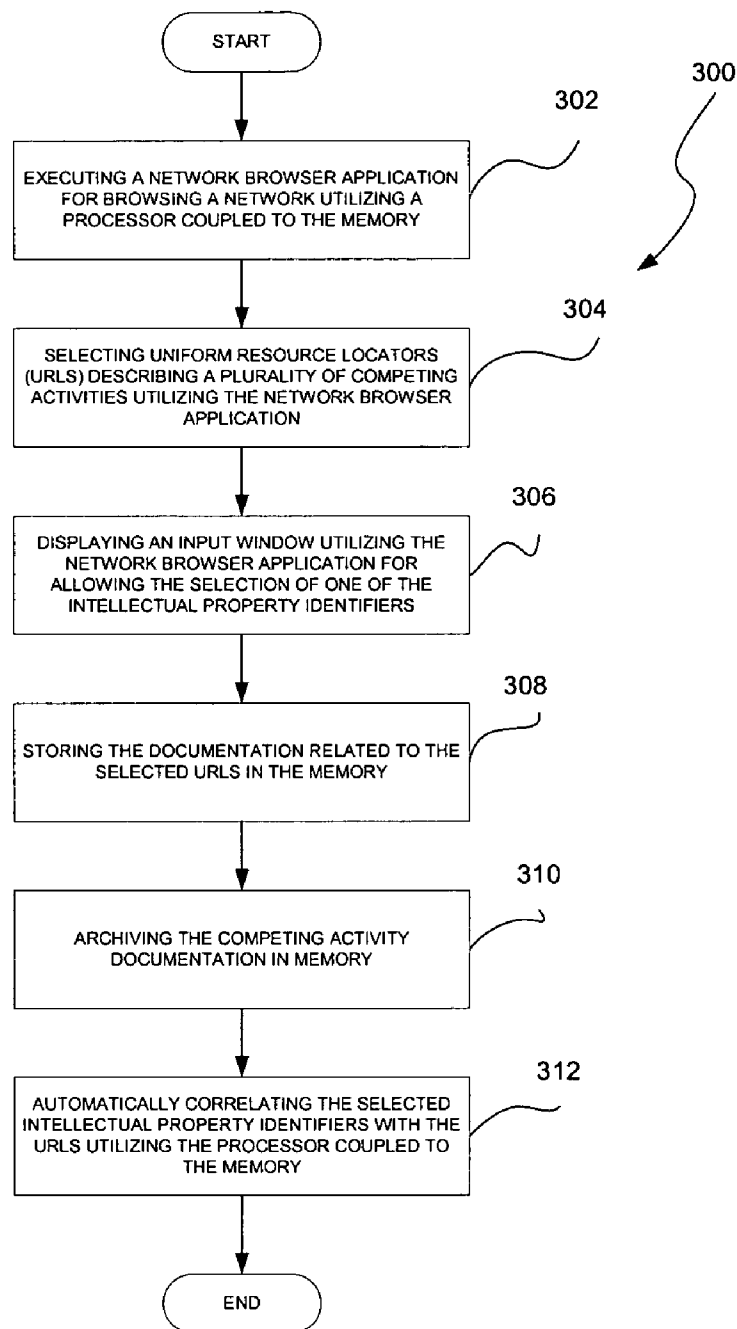 START
300
302
EXECUTING A NETWORK BROWSER APPLICATION
FOR BROWSING A NETWORK UTILIZING A
PROCESSOR COUPLED TO THE MEMORY
304
SELECTING UNIFORM RESOURCE LOCATORS
(URLS) DESCRIBING A PLURALITY OF COMPETING
ACTIVITIES UTILIZING THE NETWORK BROWSER
APPLICATION
306
DISPLAYING AN INPUT WINDOW UTILIZING THE
NETWORK BROWSER APPLICATION FOR
ALLOWING THE SELECTION OF ONE OF THE
INTELLECTUAL PROPERTY IDENTIFIERS
308
STORING THE DOCUMENTATION RELATED TO THE
SELECTED URLS IN THE MEMORY
310
ARCHIVING THE COMPETING ACTIVITY
DOCUMENTATION IN MEMORY
312
AUTOMATICALLY CORRELATING THE SELECTED
INTELLECTUAL PROPERTY IDENTIFIERS WITH THE
URLS UTILIZING THE PROCESSOR COUPLED TO
THE MEMORY
END